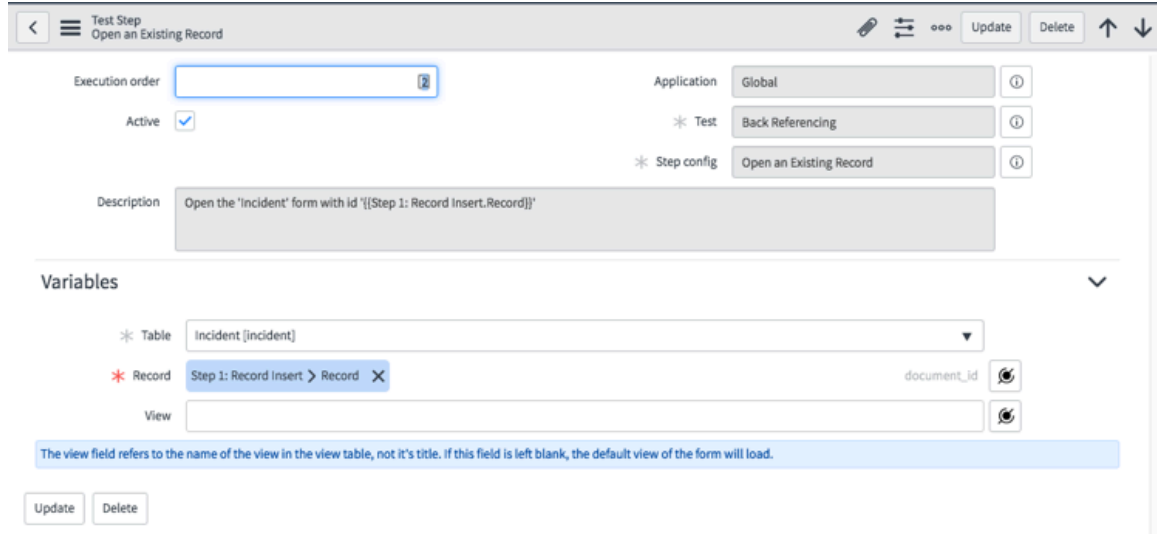 Test Step
Open an Existing Record
Update
Delete
Execution order
2
Application
Global
Active
Test
Back Referencing
Step config
Open an Existing Record
Description
Open the 'Incident' form with id '{{Step 1: Record Insert.Record}}'
Variables
Table
Incident [incident]
Record
Step 1: Record Insert
Record
document_id
View
The view field refers to the name of the view in the view table, not it's title. If this field is left blank, the default view of the form will load.
Update
Delete